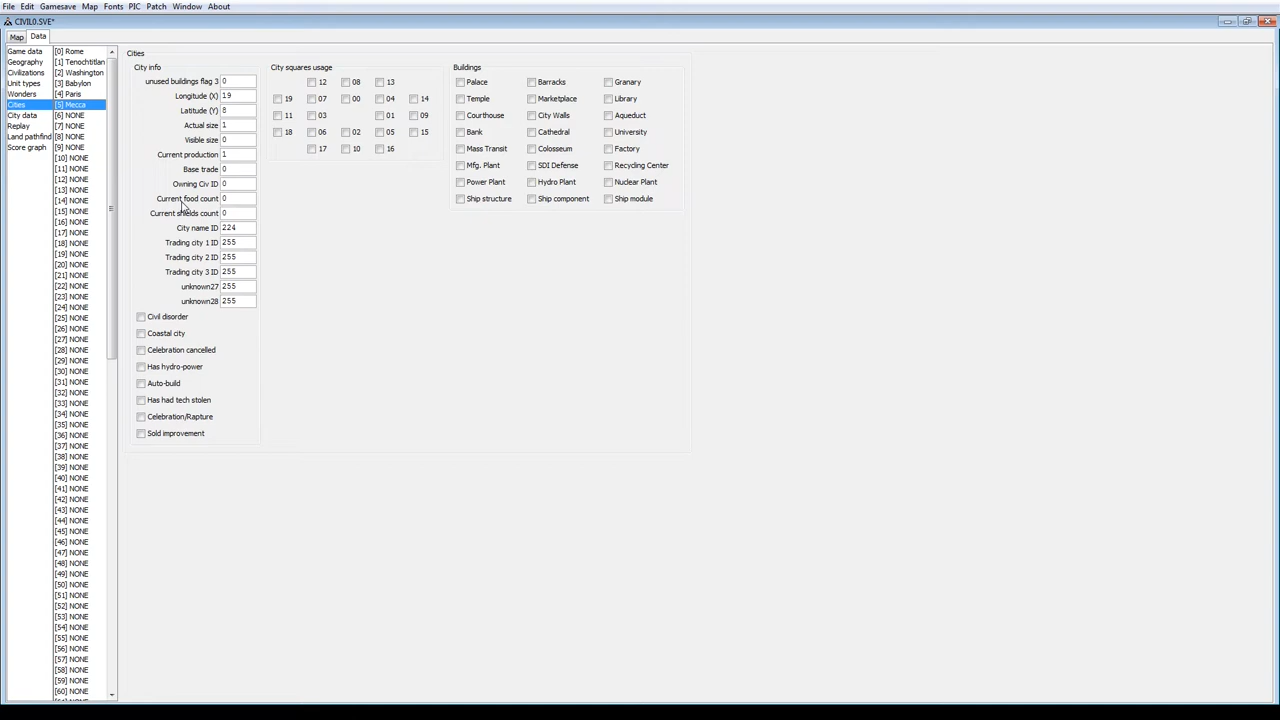 File Edit Gamesave Map Fonts PIC Patch Window About
CIVIL0.SVE*
Map Data
Game data
Geography
Civilizations
Unit types
Wonders
Cities
City data
Replay
Land pathfind
Score graph
[0] Rome
[1] Tenochtitlan
[2] Washington
[3] Babylon
[4] Paris
[5] Mecca
[6] NONE
[7] NONE
[8] NONE
[9] NONE
[10] NONE
[11] NONE
[12] NONE
[13] NONE
[14] NONE
[15] NONE
[16] NONE
[17] NONE
[18] NONE
[19] NONE
[20] NONE
[21] NONE
[22] NONE
[23] NONE
[24] NONE
[25] NONE
[26] NONE
[27] NONE
[28] NONE
[29] NONE
[30] NONE
[31] NONE
[32] NONE
[33] NONE
[34] NONE
[35] NONE
[36] NONE
[37] NONE
[38] NONE
[39] NONE
[40] NONE
[41] NONE
[42] NONE
[43] NONE
[44] NONE
[45] NONE
[46] NONE
[47] NONE
[48] NONE
[49] NONE
[50] NONE
[51] NONE
[52] NONE
[53] NONE
[54] NONE
[55] NONE
[56] NONE
[57] NONE
[58] NONE
[59] NONE
[60] NONE
Cities
City info
unused buildings flag 3 0
Longitude (X) 19
Latitude (Y) 8
Actual size 1
Visible size 0
Current production 1
Base trade 0
Owning Civ ID 0
Current food count 0
Current shields count 0
City name ID 224
Trading city 1 ID 255
Trading city 2 ID 255
Trading city 3 ID 255
unknown27 255
unknown28 255
Civil disorder
Coastal city
Celebration cancelled
Has hydro-power
Auto-build
Has had tech stolen
Celebration/Rapture
Sold improvement
City squares usage
12 08 13
19 07 00 04 14
11 03 01 09
18 06 02 05 15
17 10 16
Buildings
Palace Barracks Granary
Temple Marketplace Library
Courthouse City Walls Aqueduct
Bank Cathedral University
Mass Transit Colosseum Factory
Mfg. Plant SDI Defense Recycling Center
Power Plant Hydro Plant Nuclear Plant
Ship structure Ship component Ship module